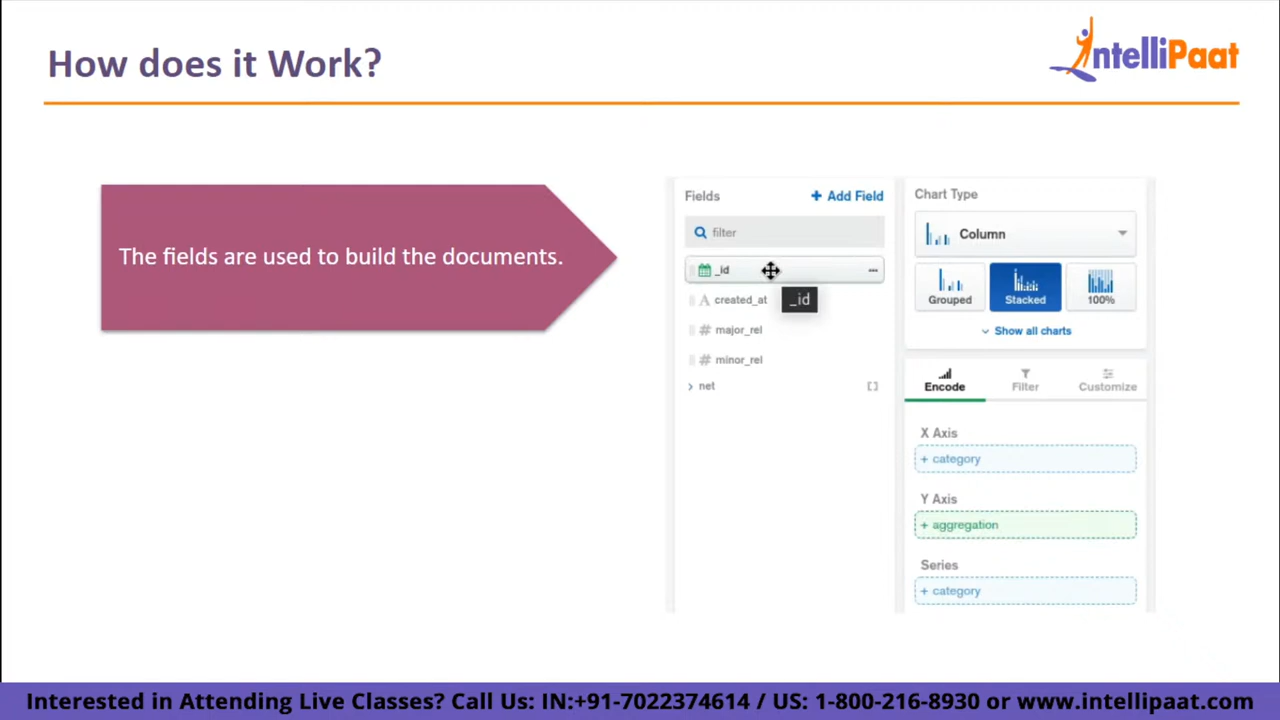 How does it Work?
IntelliPaat
The fields are used to build the documents.
Fields
+ Add Field
filter
_id
A created_at
_id
# major_rel
# minor_rel
> net
[ ]
Chart Type
Column
Grouped
Stacked
100%
Show all charts
Encode
Filter
Customize
X Axis
+ category
Y Axis
+ aggregation
Series
+ category
Interested in Attending Live Classes? Call Us: IN:+91-7022374614 / US: 1-800-216-8930 or www.intellipaat.com